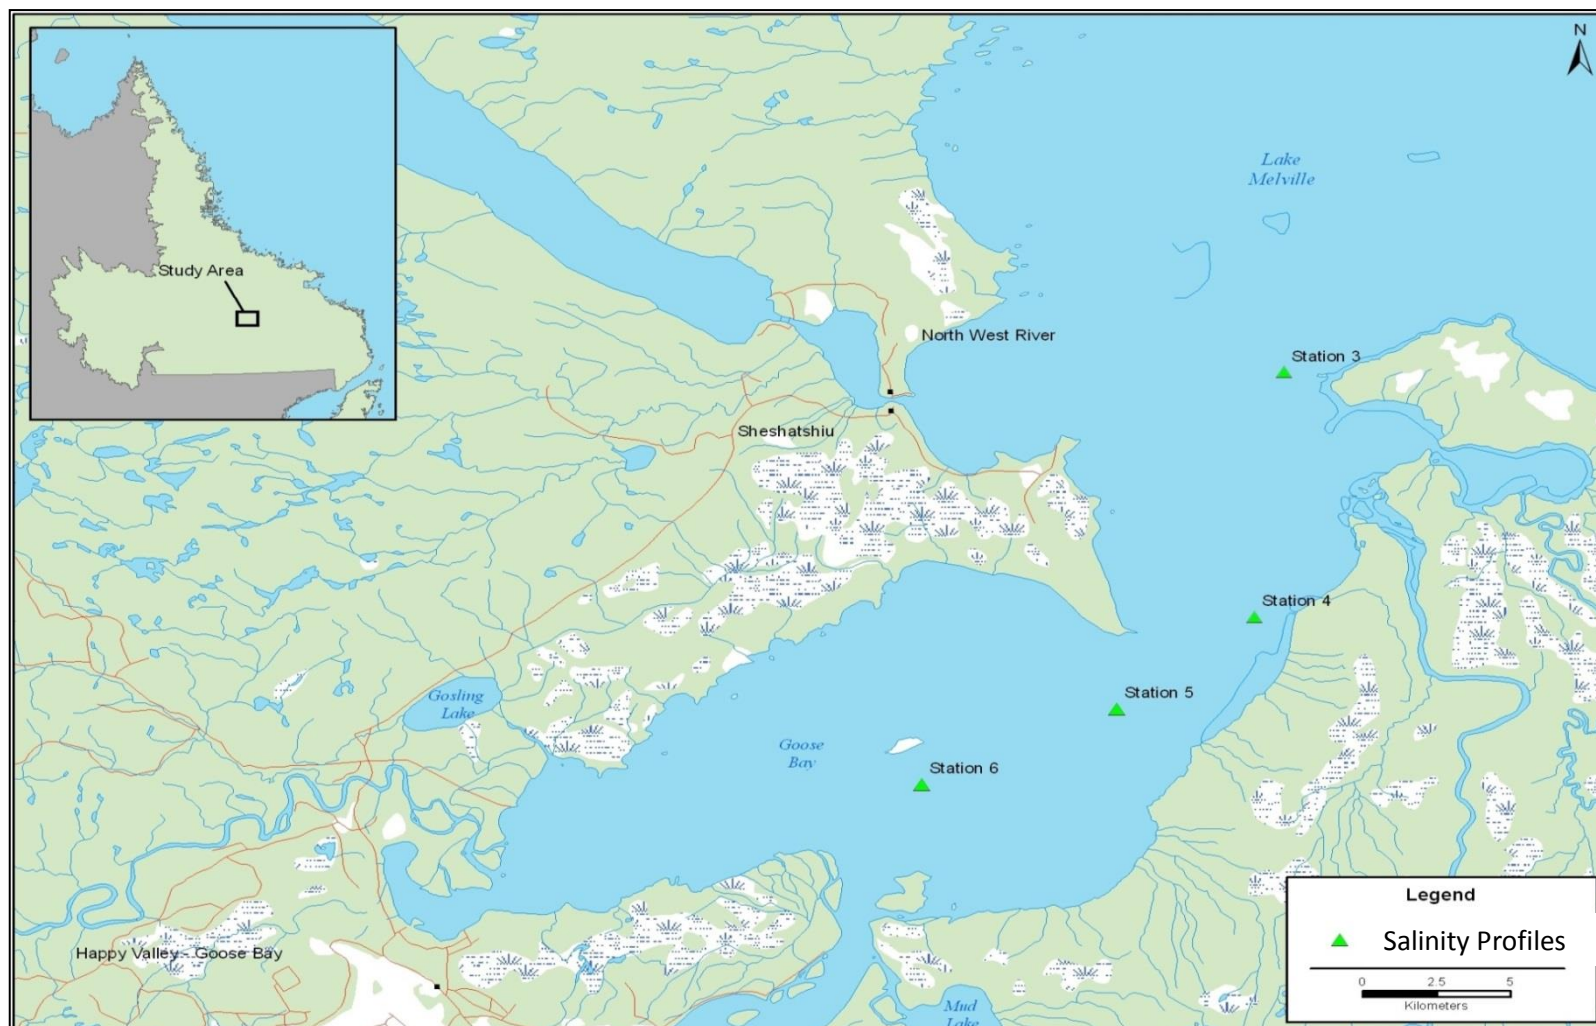 N
Lake
Melville
Study Area
North West River
Station 3
Sheshatshiu
Station 4
Gosling
Lake
Station 5
Goose
Bay
Station 6
Happy Valley - Goose Bay
Mud
Lake
Legend
Salinity Profiles
0 2.5 5
Kilometers